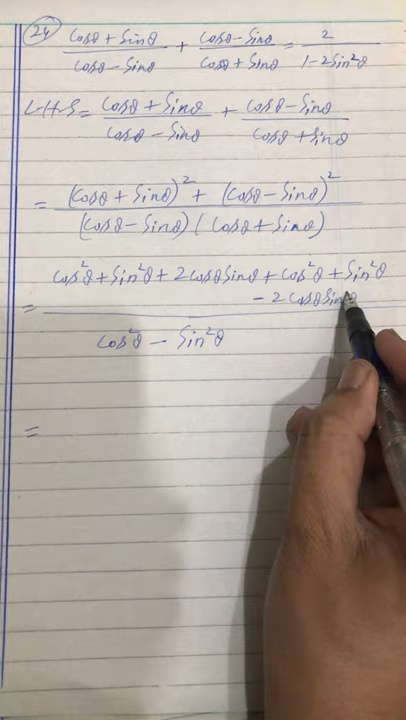 24 (cosθ + Sinθ)/(cosθ − Sinθ) + (cosθ − Sinθ)/(cosθ + Sinθ) = 2/(1 − 2Sin²θ)
L-H-S = (cosθ + Sinθ)/(cosθ − Sinθ) + (cosθ − Sinθ)/(cosθ + Sinθ)
= ((cosθ + Sinθ)² + (cosθ − Sinθ)²)/((cosθ − Sinθ)(cosθ + Sinθ))
cos²θ + Sin²θ + 2cosθSinθ + cos²θ + Sin²θ
− 2cosθSinθ
=
cos²θ − Sin²θ
=